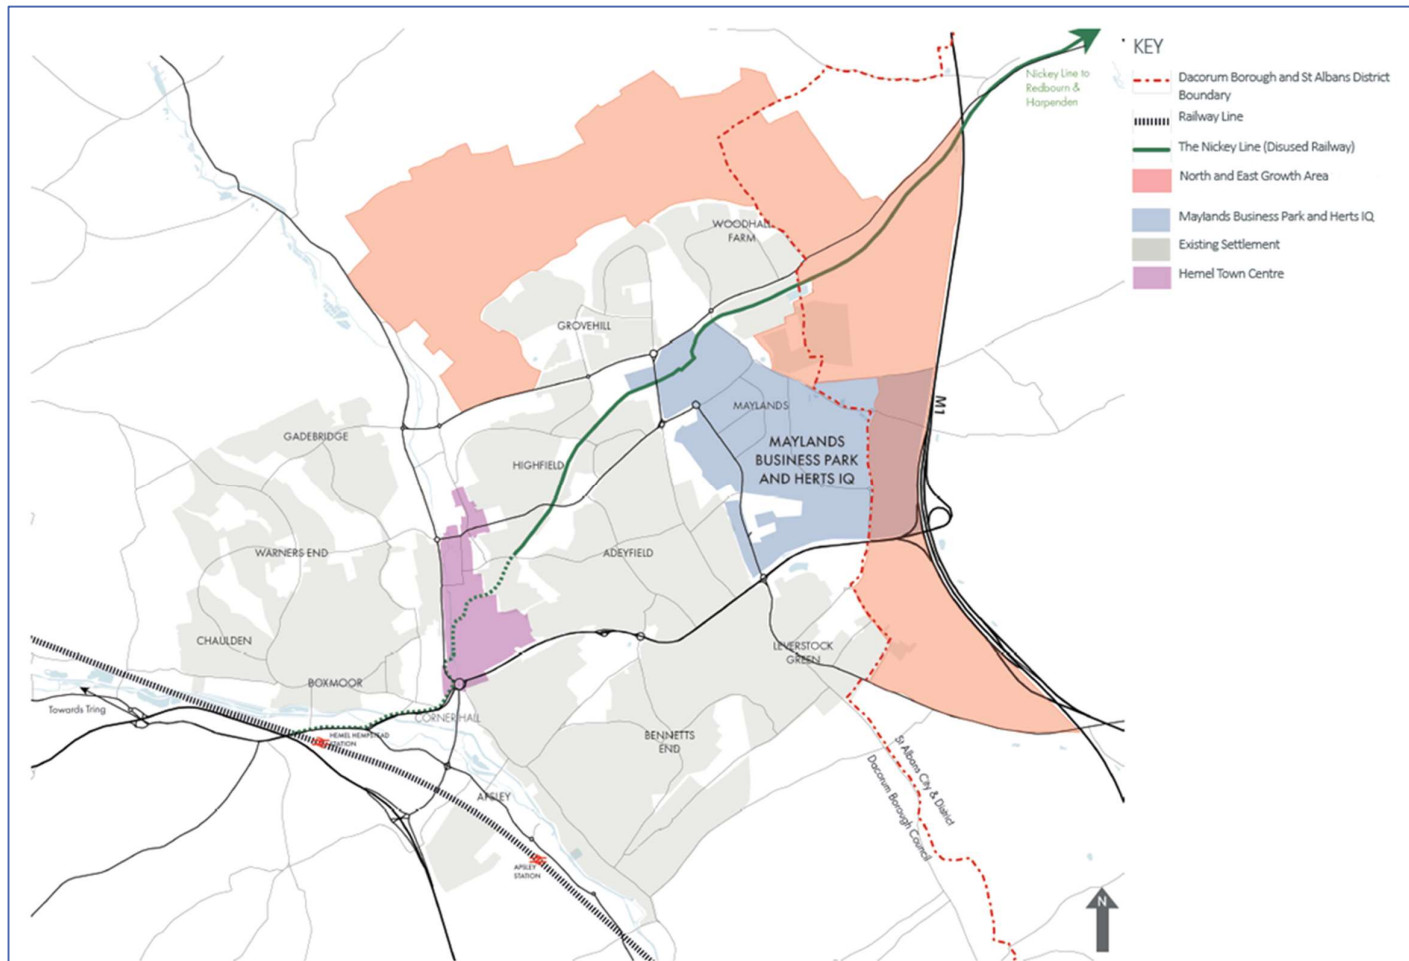 KEY
Dacorum Borough and St Albans District
Boundary
Railway Line
The Nickey Line (Disused Railway)
North and East Growth Area
Maylands Business Park and Herts IQ
Existing Settlement
Hemel Town Centre
Nickey Line to
Redbourn &
Harpenden
WOODHALL
FARM
GROVEHILL
MAYLANDS
M1
GADEBRIDGE
HIGHFIELD
MAYLANDS
BUSINESS PARK
AND HERTS IQ
WARNERS END
ADEYFIELD
CHAULDEN
LEVERSTOCK
GREEN
BOXMOOR
Towards Tring
CORNER HALL
HEMEL HEMPSTEAD
STATION
BENNETTS
END
St Albans City & District
Dacorum Borough Council
APSLEY
APSLEY
STATION
N